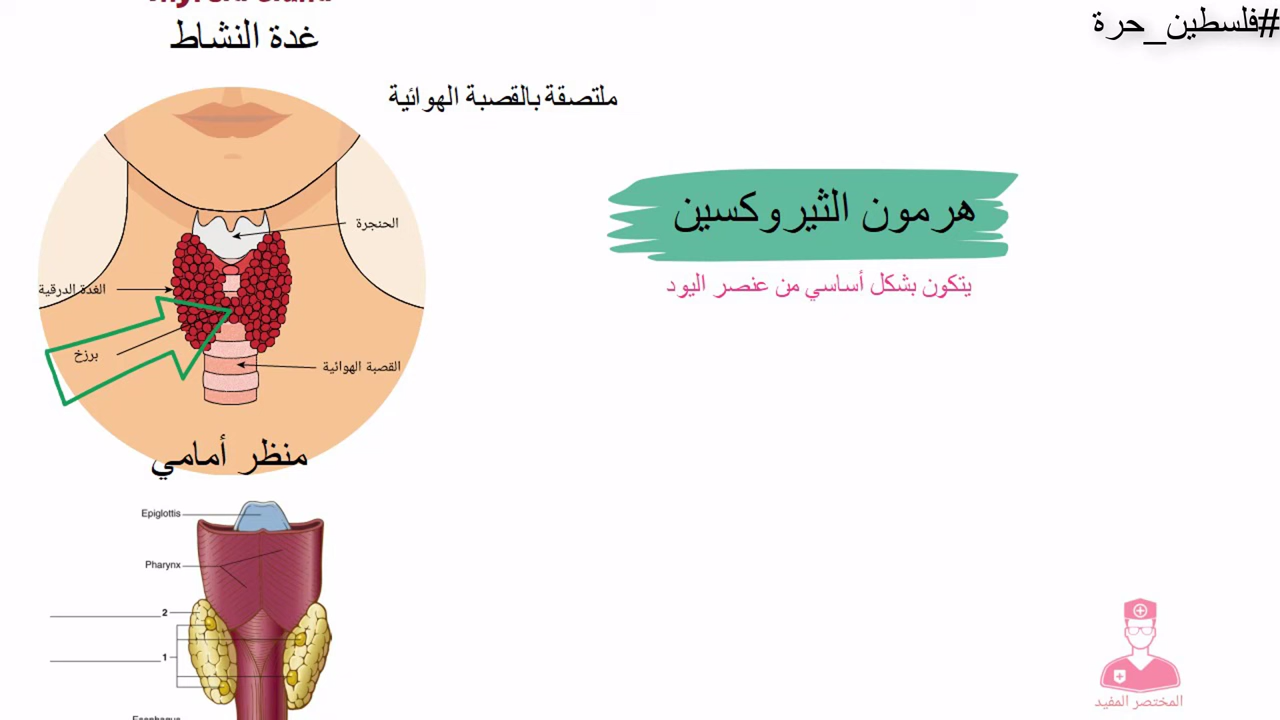 #فلسطين_حرة
غدة النشاط
ملتصقة بالقصبة الهوائية
هرمون الثيروكسين
يتكون بشكل أساسي من عنصر اليود
الحنجرة
الغدة الدرقية
برزخ
القصبة الهوائية
منظر أمامي
Epiglottis
Pharynx
2
1
المختصر المفيد